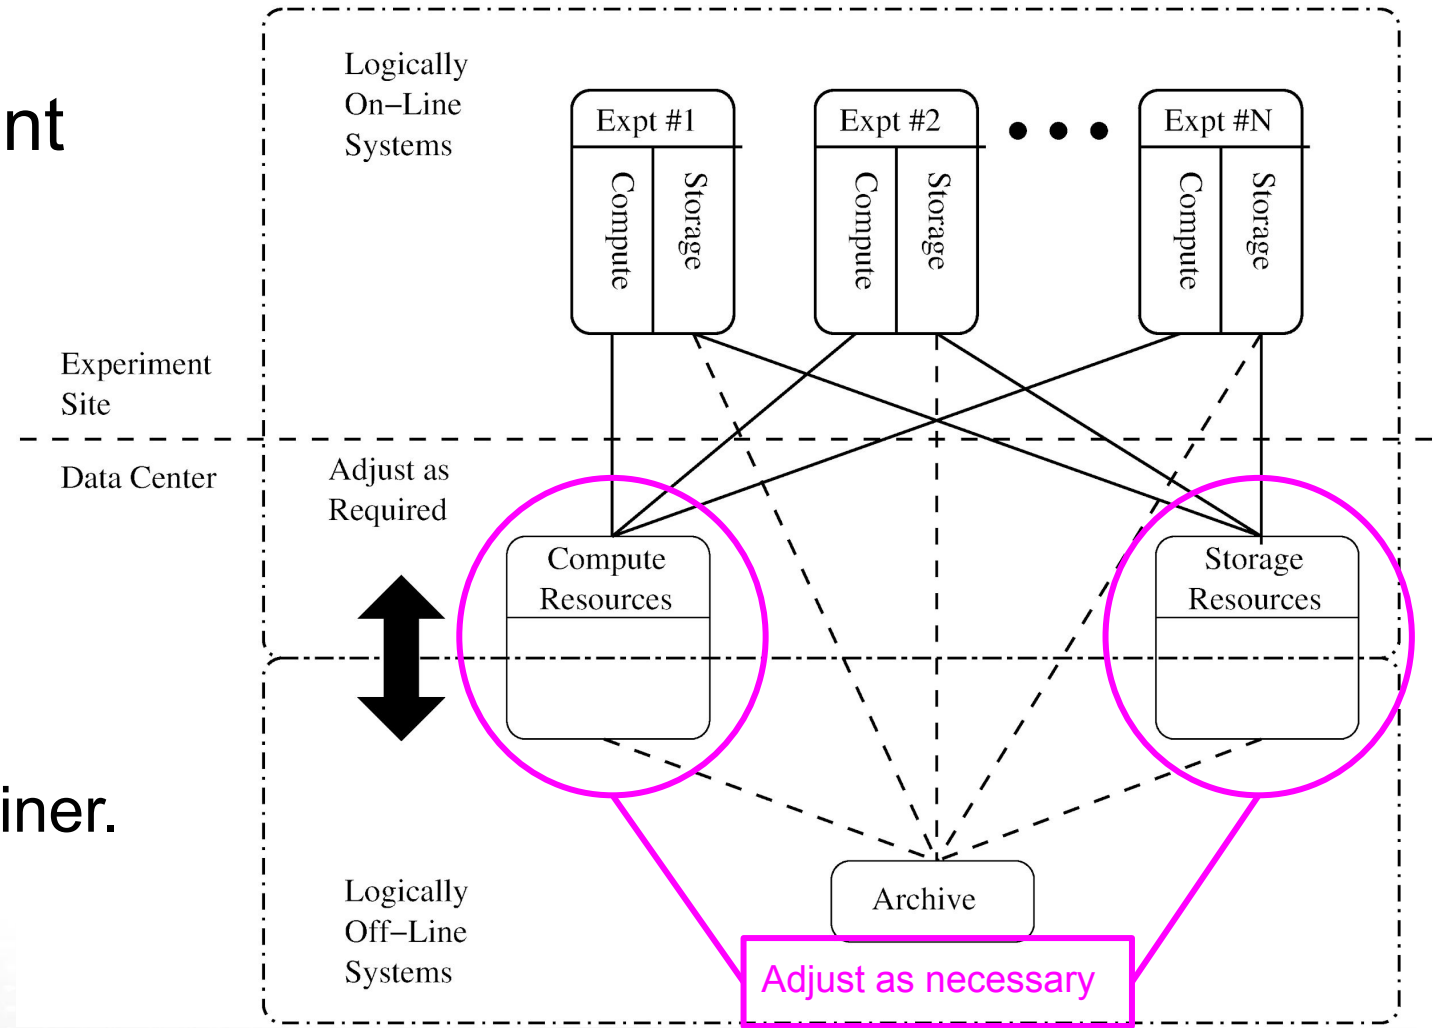 nt
Logically
On−Line
Systems
Expt #1
Compute
Storage
Expt #2
Compute
Storage
Expt #N
Compute
Storage
Experiment
Site
Data Center
Adjust as
Required
Compute
Resources
Storage
Resources
iner.
Logically
Off−Line
Systems
Archive
Adjust as necessary